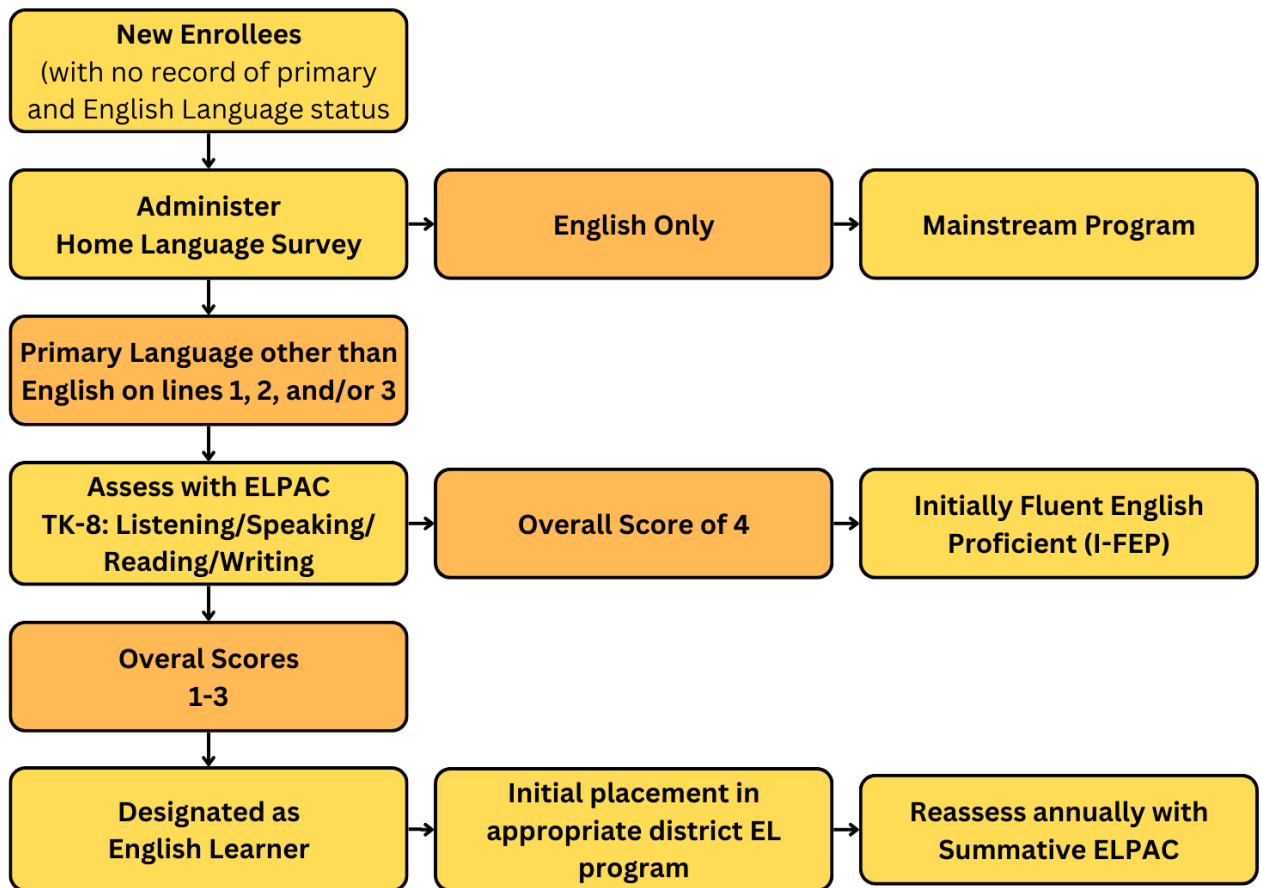 New Enrollees
(with no record of primary
and English Language status
Administer
Home Language Survey
English Only
Mainstream Program
Primary Language other than
English on lines 1, 2, and/or 3
Assess with ELPAC
TK-8: Listening/Speaking/
Reading/Writing
Overall Score of 4
Initially Fluent English
Proficient (I-FEP)
Overal Scores
1-3
Designated as
English Learner
Initial placement in
appropriate district EL
program
Reassess annually with
Summative ELPAC